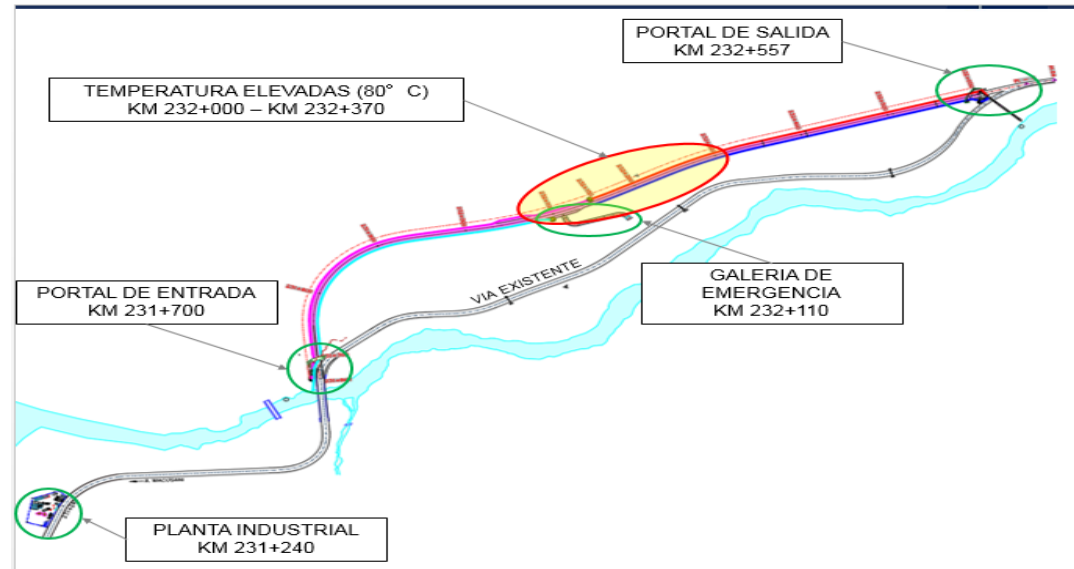 PORTAL DE SALIDA
KM 232+557
TEMPERATURA ELEVADAS (80° C)
KM 232+000 – KM 232+370
VIA EXISTENTE
GALERIA DE
EMERGENCIA
KM 232+110
PORTAL DE ENTRADA
KM 231+700
PLANTA INDUSTRIAL
KM 231+240